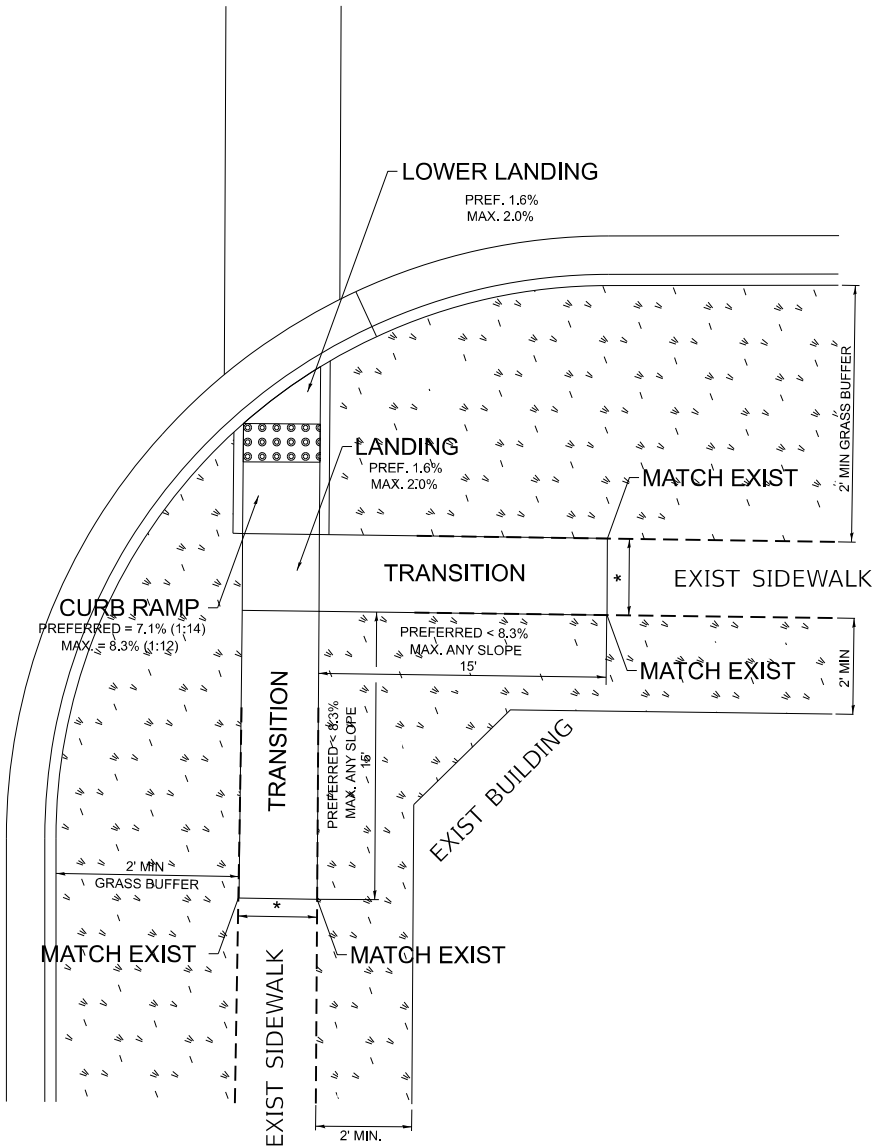 LOWER LANDING
PREF. 1.6%
MAX. 2.0%
2' MIN GRASS BUFFER
LANDING
PREF. 1.6%
MAX. 2.0%
MATCH EXIST
TRANSITION
*
EXIST SIDEWALK
CURB RAMP
PREFERRED = 7.1% (1:14)
MAX. = 8.3% (1:12)
PREFERRED < 8.3%
MAX. ANY SLOPE
15'
MATCH EXIST
2' MIN
TRANSITION
PREFERRED < 8.3%
MAX. ANY SLOPE
15'
EXIST BUILDING
2' MIN
GRASS BUFFER
*
MATCH EXIST
MATCH EXIST
EXIST SIDEWALK
2' MIN.